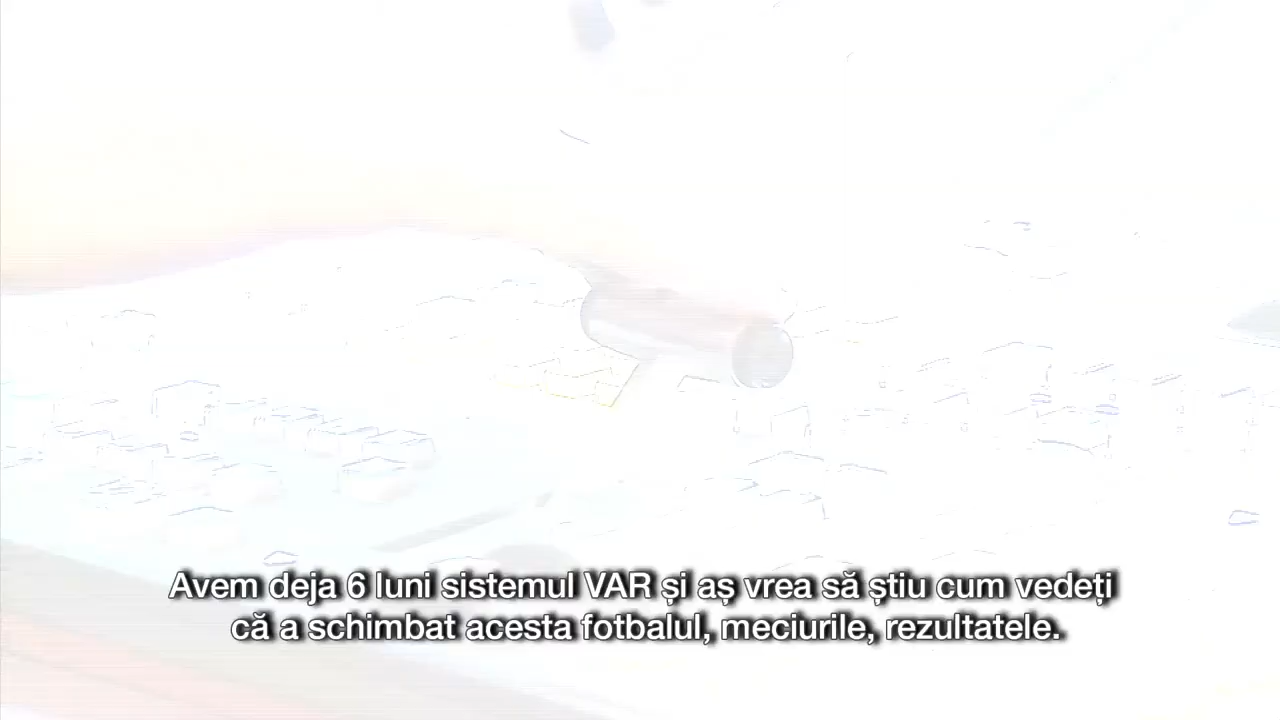 Avem deja 6 luni sistemul VAR și aș vrea să știu cum vedeți
că a schimbat acesta fotbalul, meciurile, rezultatele.